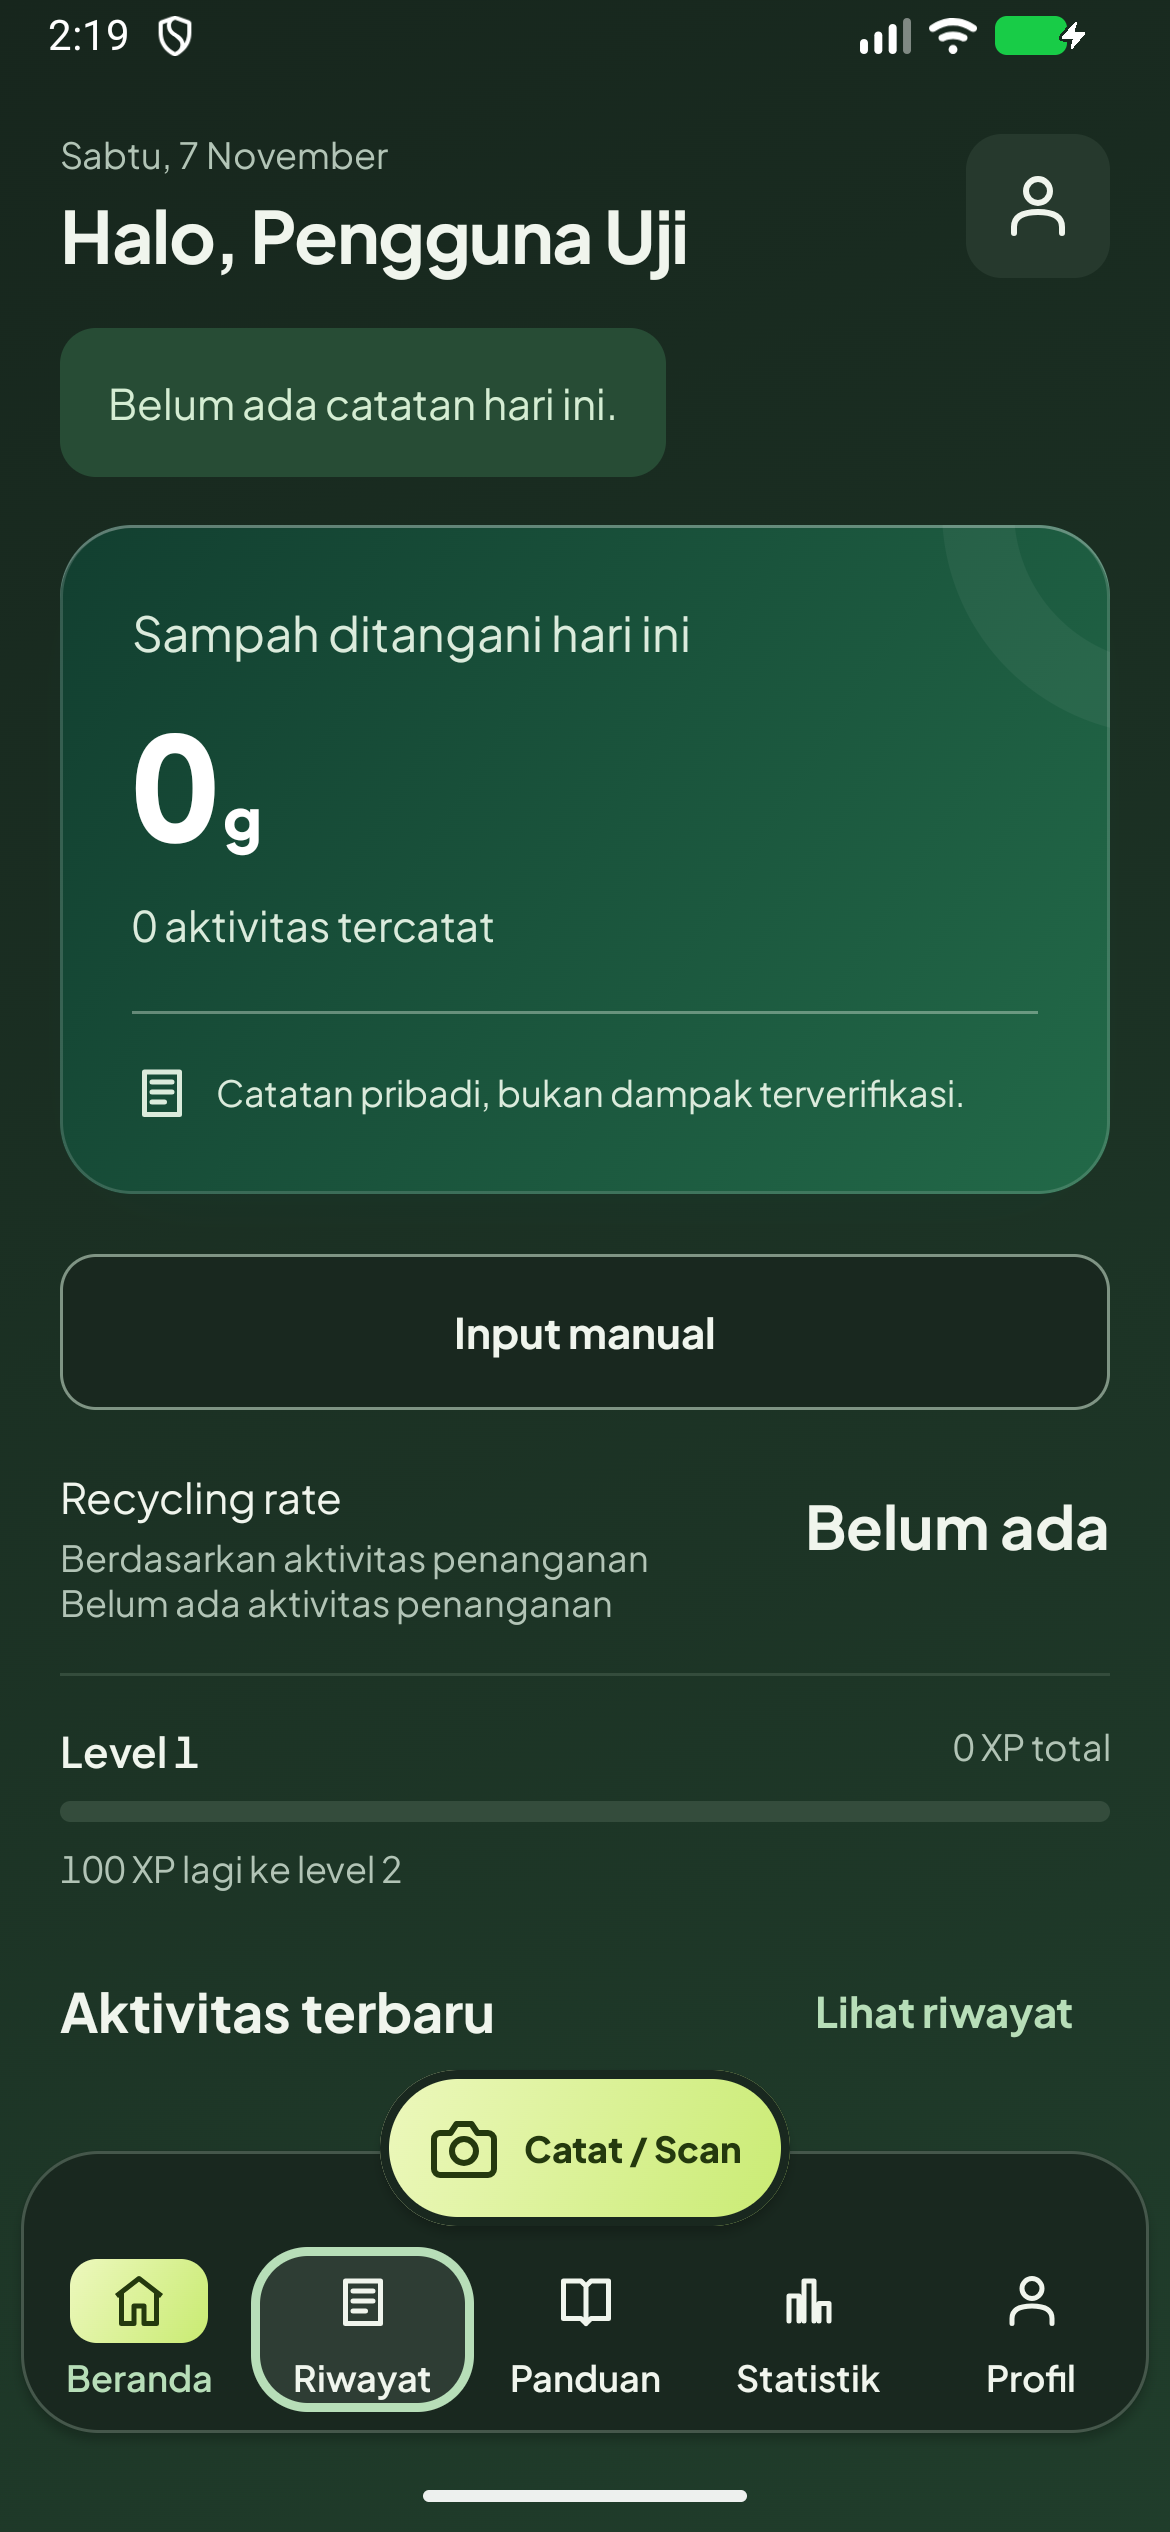 2:19
Sabtu, 7 November
Halo, Pengguna Uji
Belum ada catatan hari ini.
Sampah ditangani hari ini
0 g
0 aktivitas tercatat
Catatan pribadi, bukan dampak terverifikasi.
Input manual
Recycling rate
Belum ada
Berdasarkan aktivitas penanganan
Belum ada aktivitas penanganan
Level 1
0 XP total
100 XP lagi ke level 2
Aktivitas terbaru
Lihat riwayat
Catat / Scan
Beranda
Riwayat
Panduan
Statistik
Profil